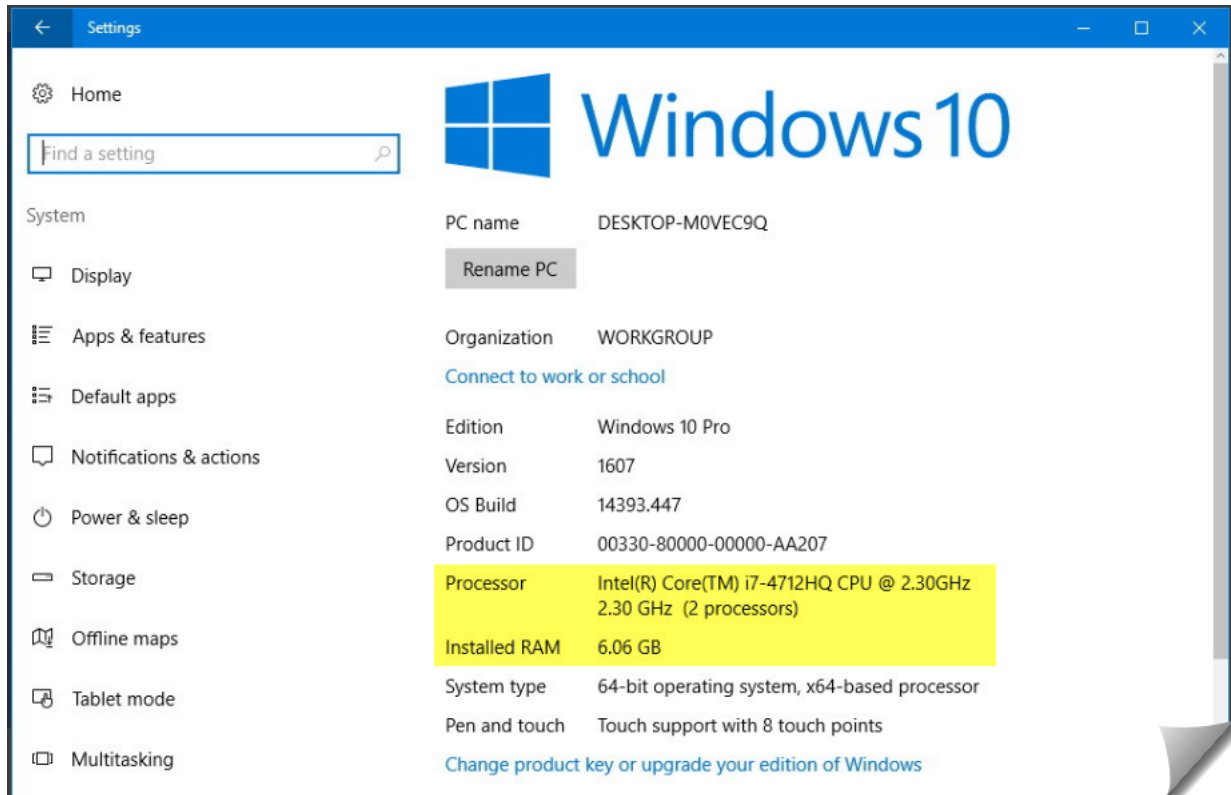 Settings
Home
Find a setting
System
Display
Apps & features
Default apps
Notifications & actions
Power & sleep
Storage
Offline maps
Tablet mode
Multitasking
Windows 10
PC name DESKTOP-M0VEC9Q
Rename PC
Organization WORKGROUP
Connect to work or school
Edition Windows 10 Pro
Version 1607
OS Build 14393.447
Product ID 00330-80000-00000-AA207
Processor Intel(R) Core(TM) i7-4712HQ CPU @ 2.30GHz
2.30 GHz (2 processors)
Installed RAM 6.06 GB
System type 64-bit operating system, x64-based processor
Pen and touch Touch support with 8 touch points
Change product key or upgrade your edition of Windows